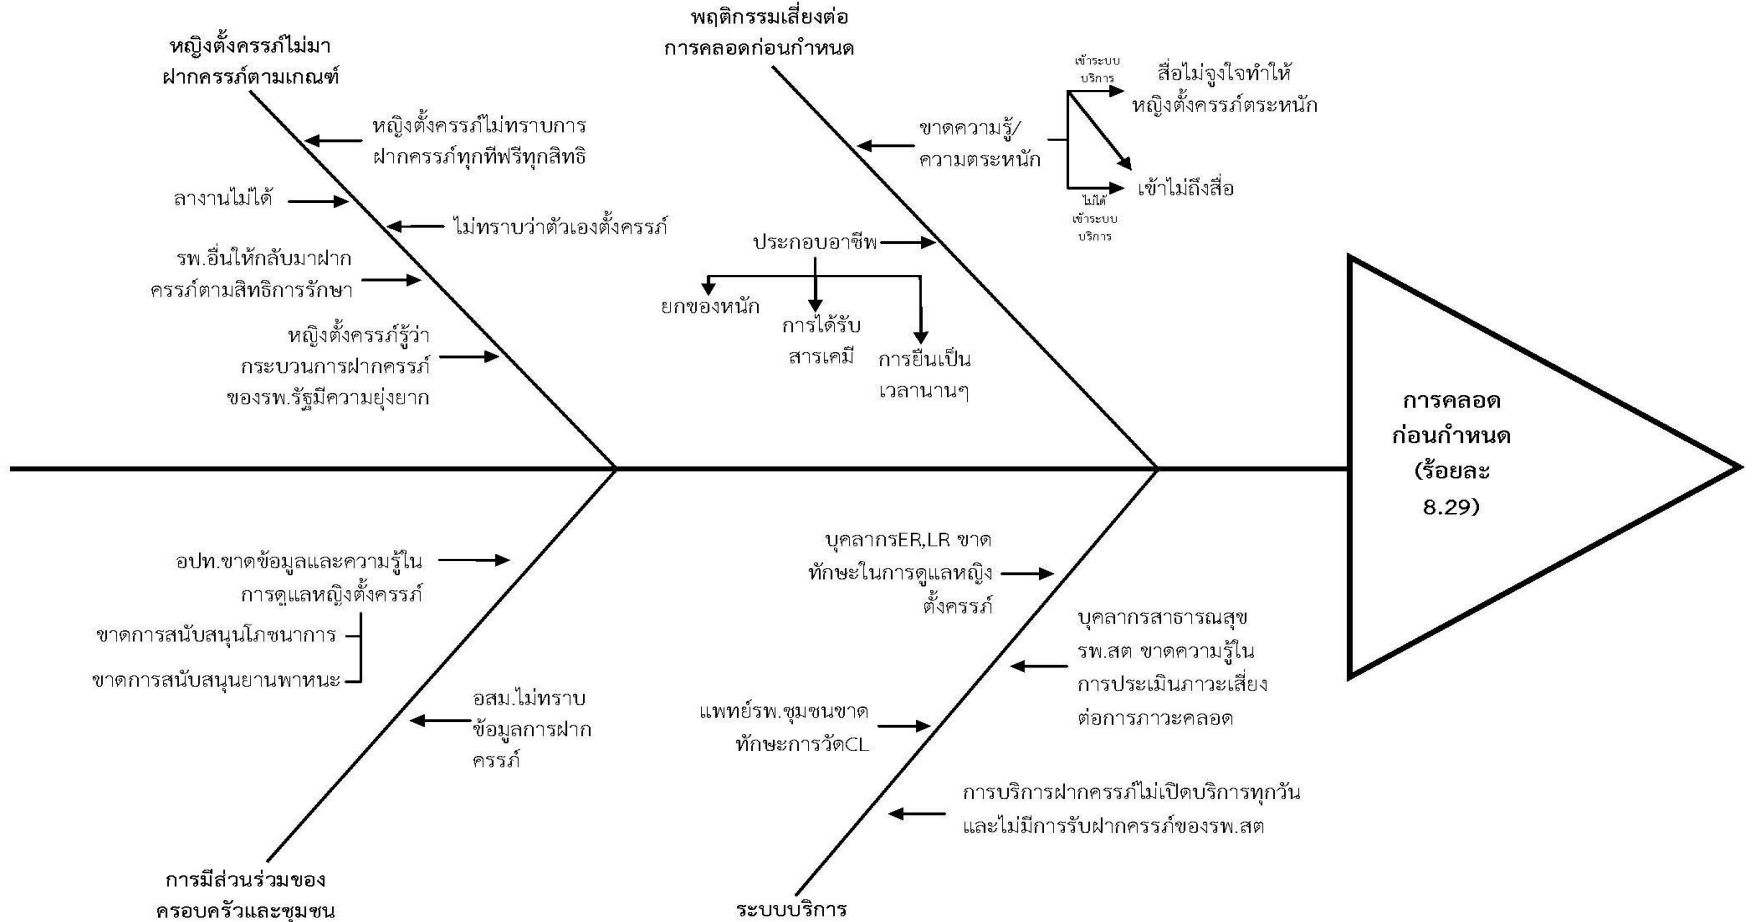 หญิงตั้งครรภ์ไม่มา
ฝากครรภ์ตามเกณฑ์
หญิงตั้งครรภ์ไม่ทราบการ
ฝากครรภ์ทุกทีฟรีทุกสิทธิ
ลางานไม่ได้
ไม่ทราบว่าตัวเองตั้งครรภ์
รพ.อื่นให้กลับมาฝาก
ครรภ์ตามสิทธิการรักษา
หญิงตั้งครรภ์รู้ว่า
กระบวนการฝากครรภ์
ของรพ.รัฐมีความยุ่งยาก
พฤติกรรมเสี่ยงต่อ
การคลอดก่อนกำหนด
ขาดความรู้/
ความตระหนัก
เข้าระบบ
บริการ
สื่อไม่จูงใจทำให้
หญิงตั้งครรภ์ตระหนัก
เข้าไม่ถึงสื่อ
ไม่ได้
เข้าระบบ
บริการ
ประกอบอาชีพ
ยกของหนัก
การได้รับ
สารเคมี
การยืนเป็น
เวลานานๆ
การคลอด
ก่อนกำหนด
(ร้อยละ
8.29)
อปท.ขาดข้อมูลและความรู้ใน
การดูแลหญิงตั้งครรภ์
ขาดการสนับสนุนโภชนาการ
ขาดการสนับสนุนยานพาหนะ
อสม.ไม่ทราบ
ข้อมูลการฝาก
ครรภ์
การมีส่วนร่วมของ
ครอบครัวและชุมชน
บุคลากรER,LR ขาด
ทักษะในการดูแลหญิง
ตั้งครรภ์
บุคลากรสาธารณสุข
รพ.สต ขาดความรู้ใน
การประเมินภาวะเสี่ยง
ต่อการภาวะคลอด
แพทย์รพ.ชุมชนขาด
ทักษะการวัดCL
การบริการฝากครรภ์ไม่เปิดบริการทุกวัน
และไม่มีการรับฝากครรภ์ของรพ.สต
ระบบบริการ